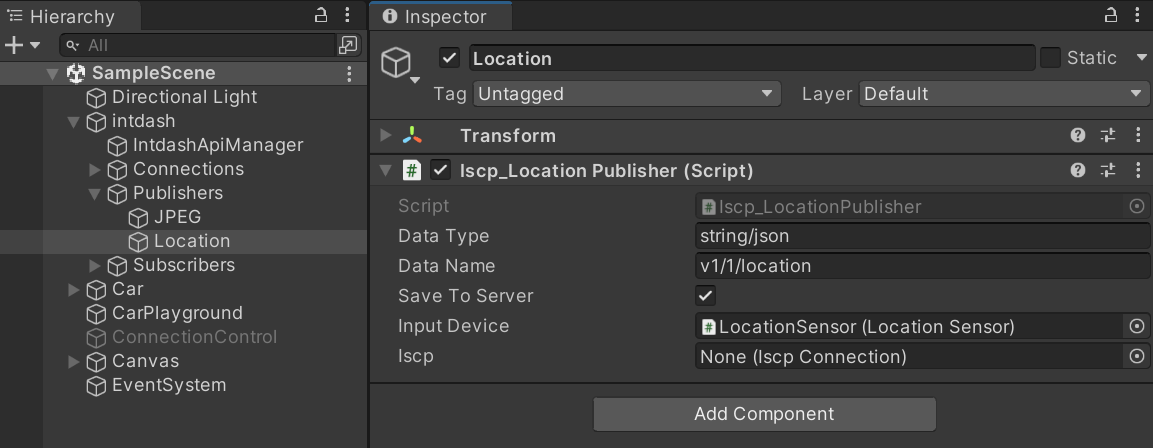 Hierarchy
All
SampleScene
Directional Light
intdash
IntdashApiManager
Connections
Publishers
JPEG
Location
Subscribers
Car
CarPlayground
ConnectionControl
Canvas
EventSystem
Inspector
Location
Static
Tag Untagged Layer Default
Transform
# Iscp_Location Publisher (Script)
Script # Iscp_LocationPublisher
Data Type string/json
Data Name v1/1/location
Save To Server
Input Device # LocationSensor (Location Sensor)
Iscp None (Iscp Connection)
Add Component